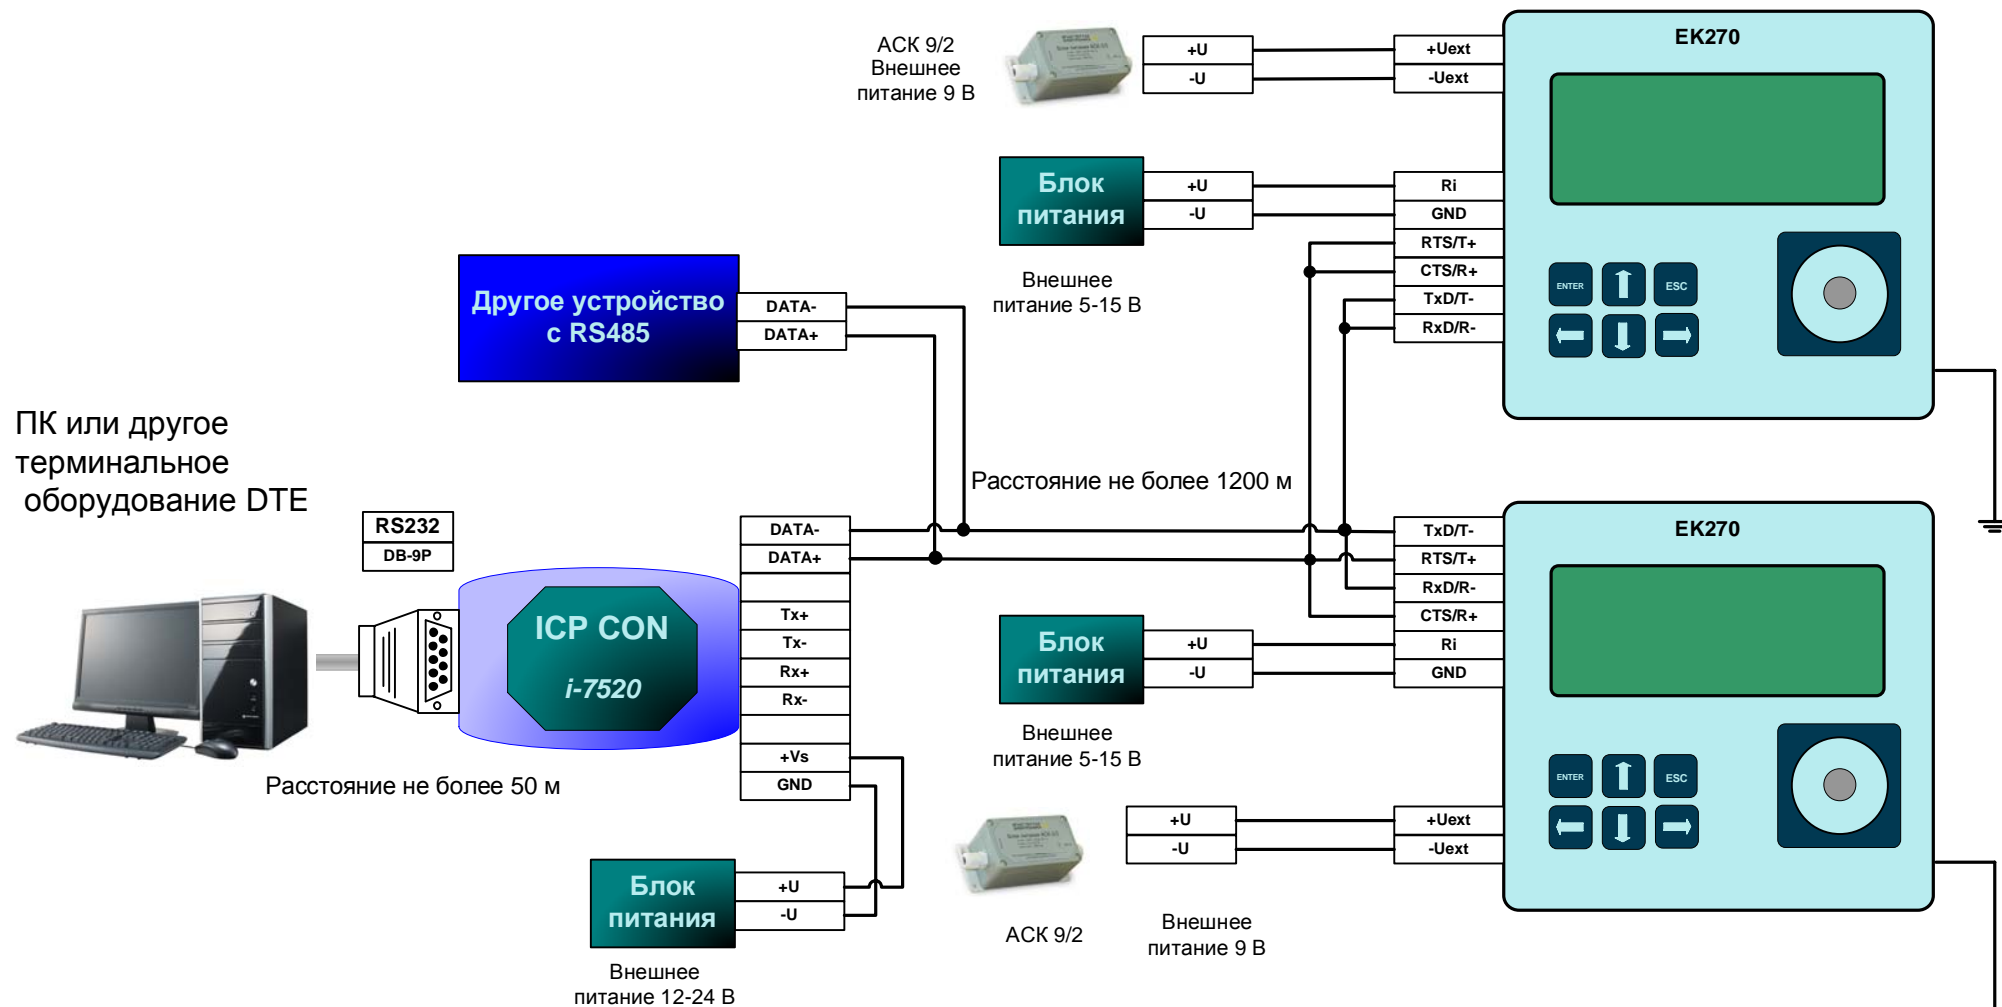 АСК 9/2
Внешнее
питание 9 В
+U
-U
+Uext
-Uext
EK270
Блок
питания
+U
-U
Внешнее
питание 5-15 В
Ri
GND
RTS/T+
CTS/R+
TxD/T-
RxD/R-
ENTER
ESC
Другое устройство
с RS485
DATA-
DATA+
Расстояние не более 1200 м
ПК или другое
терминальное
оборудование DTE
RS232
DB-9P
ICP CON
i-7520
DATA-
DATA+
Tx+
Tx-
Rx+
Rx-
+Vs
GND
Расстояние не более 50 м
Блок
питания
+U
-U
Внешнее
питание 12-24 В
TxD/T-
RTS/T+
RxD/R-
CTS/R+
Ri
GND
EK270
Блок
питания
+U
-U
Внешнее
питание 5-15 В
ENTER
ESC
+U
-U
+Uext
-Uext
АСК 9/2
Внешнее
питание 9 В